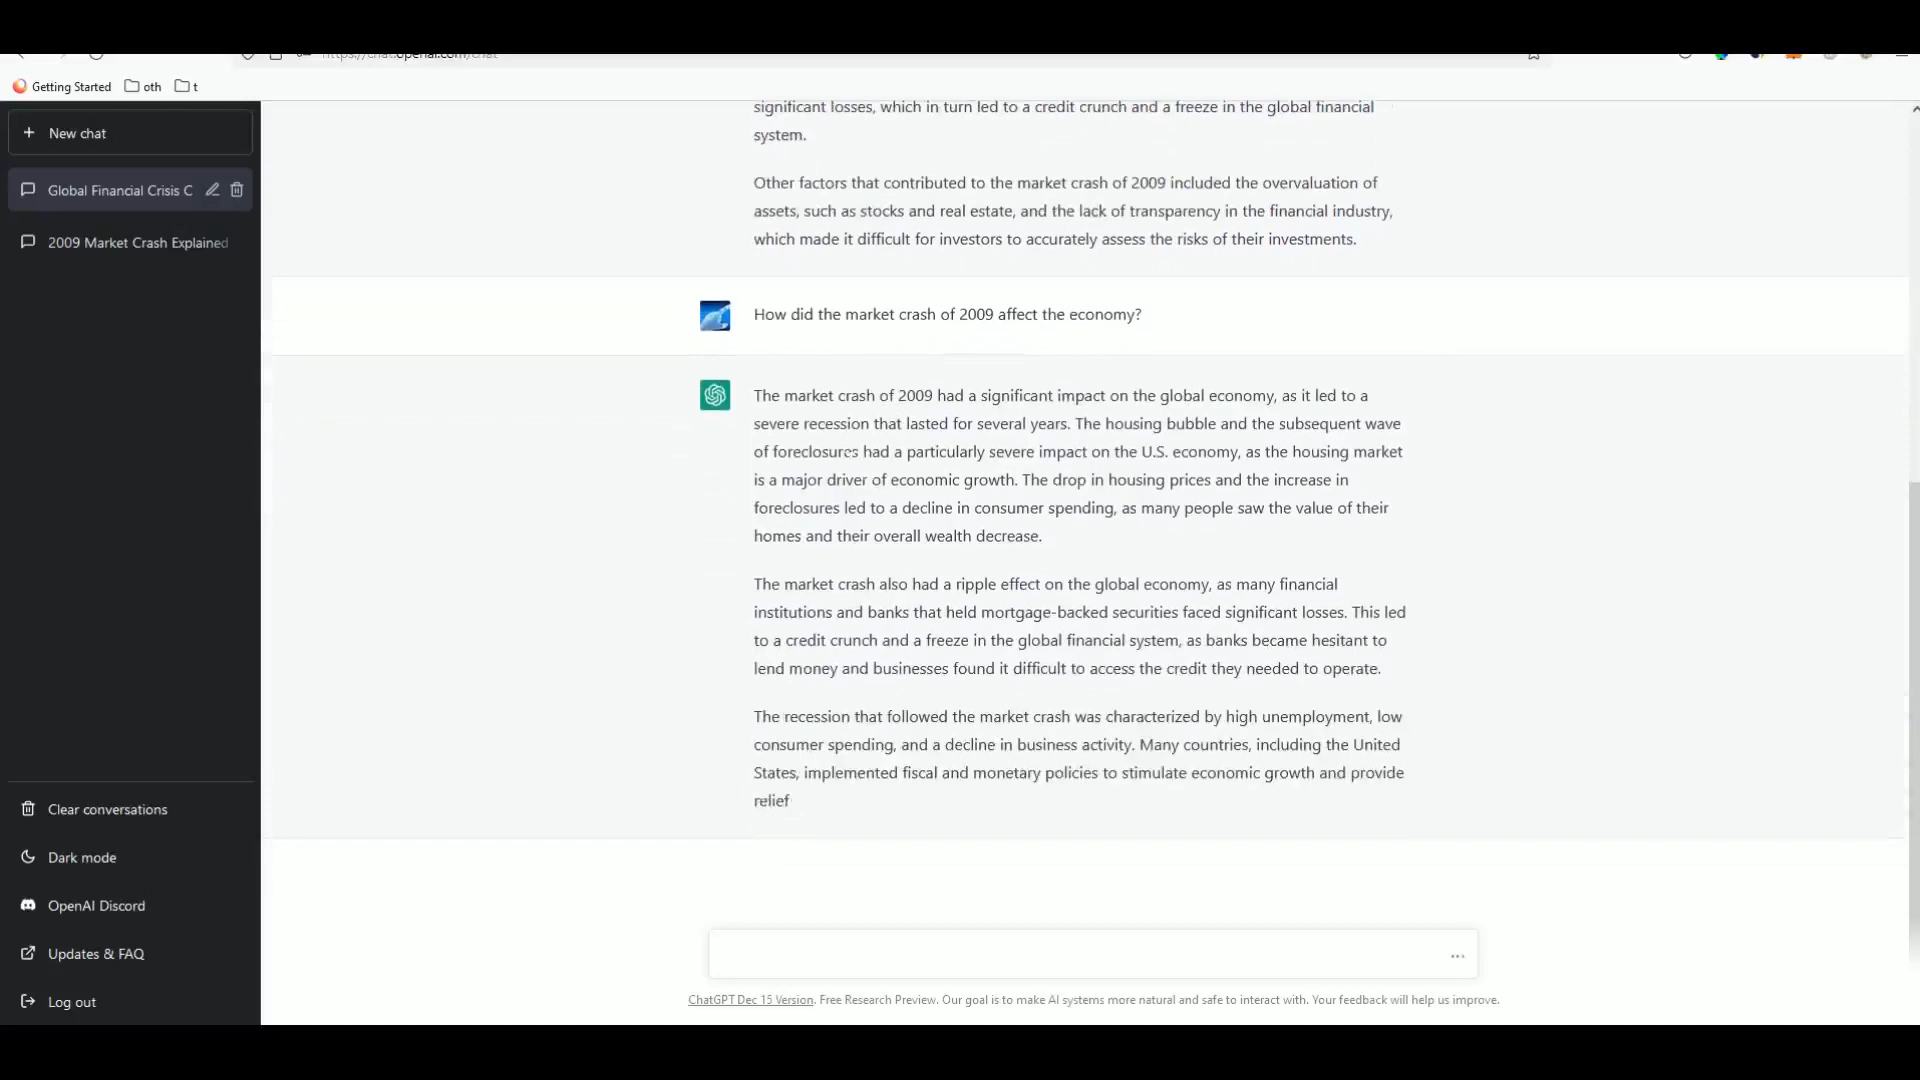 https://chat.openai.com/chat
Getting Started
oth
t
New chat
Global Financial Crisis C
2009 Market Crash Explained
significant losses, which in turn led to a credit crunch and a freeze in the global financial
system.
Other factors that contributed to the market crash of 2009 included the overvaluation of
assets, such as stocks and real estate, and the lack of transparency in the financial industry,
which made it difficult for investors to accurately assess the risks of their investments.
How did the market crash of 2009 affect the economy?
The market crash of 2009 had a significant impact on the global economy, as it led to a
severe recession that lasted for several years. The housing bubble and the subsequent wave
of foreclosures had a particularly severe impact on the U.S. economy, as the housing market
is a major driver of economic growth. The drop in housing prices and the increase in
foreclosures led to a decline in consumer spending, as many people saw the value of their
homes and their overall wealth decrease.
The market crash also had a ripple effect on the global economy, as many financial
institutions and banks that held mortgage-backed securities faced significant losses. This led
to a credit crunch and a freeze in the global financial system, as banks became hesitant to
lend money and businesses found it difficult to access the credit they needed to operate.
The recession that followed the market crash was characterized by high unemployment, low
consumer spending, and a decline in business activity. Many countries, including the United
States, implemented fiscal and monetary policies to stimulate economic growth and provide
relief
Clear conversations
Dark mode
OpenAI Discord
Updates & FAQ
Log out
ChatGPT Dec 15 Version. Free Research Preview. Our goal is to make AI systems more natural and safe to interact with. Your feedback will help us improve.